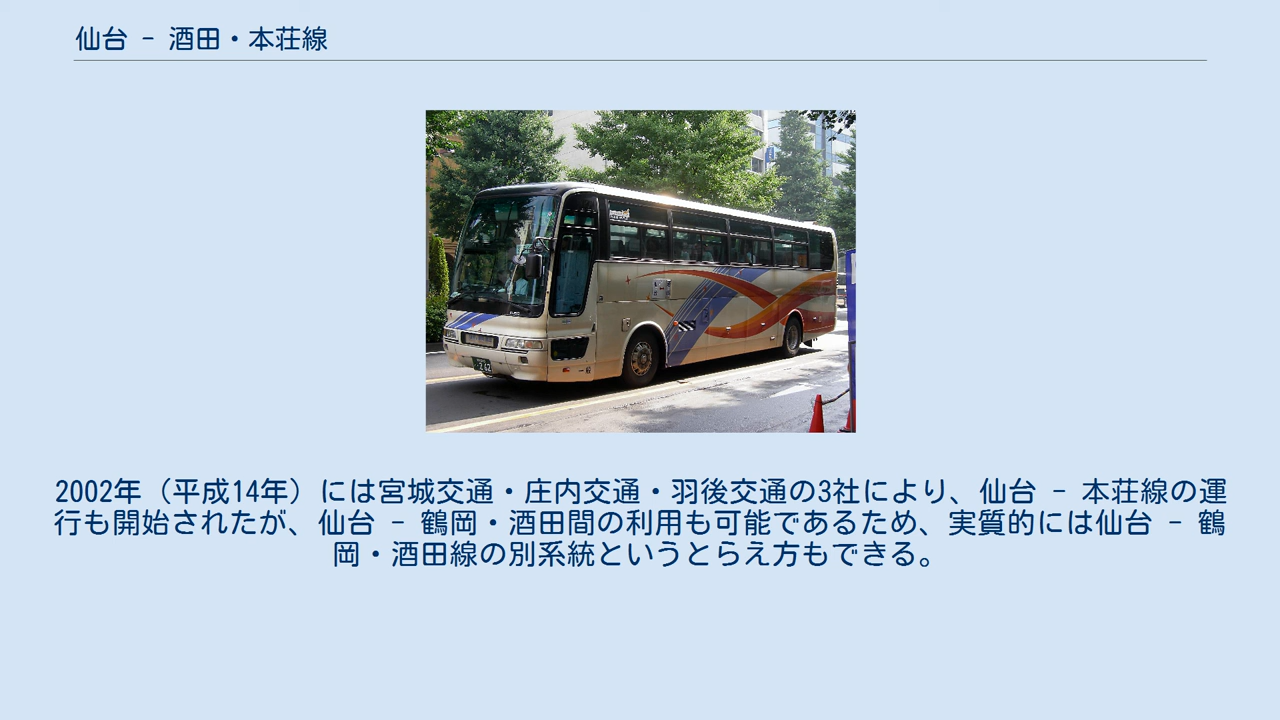 仙台 - 酒田・本荘線
2002年（平成14年）には宮城交通・庄内交通・羽後交通の3社により、仙台 - 本荘線の運
行も開始されたが、仙台 - 鶴岡・酒田間の利用も可能であるため、実質的には仙台 - 鶴
岡・酒田線の別系統というとらえ方もできる。